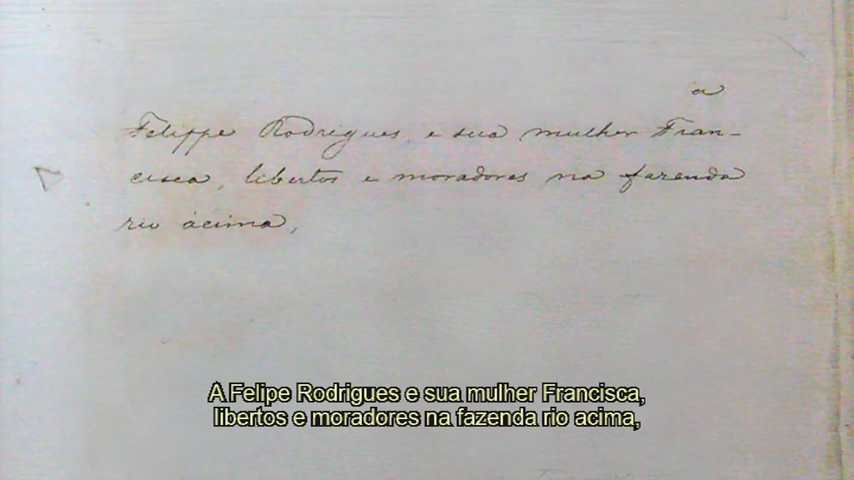 a
Felippe Rodrigues, e sua mulher Fran-
cisca, libertos e moradores na fazenda
rio ácima,
A Felipe Rodrigues e sua mulher Francisca,
libertos e moradores na fazenda rio acima,